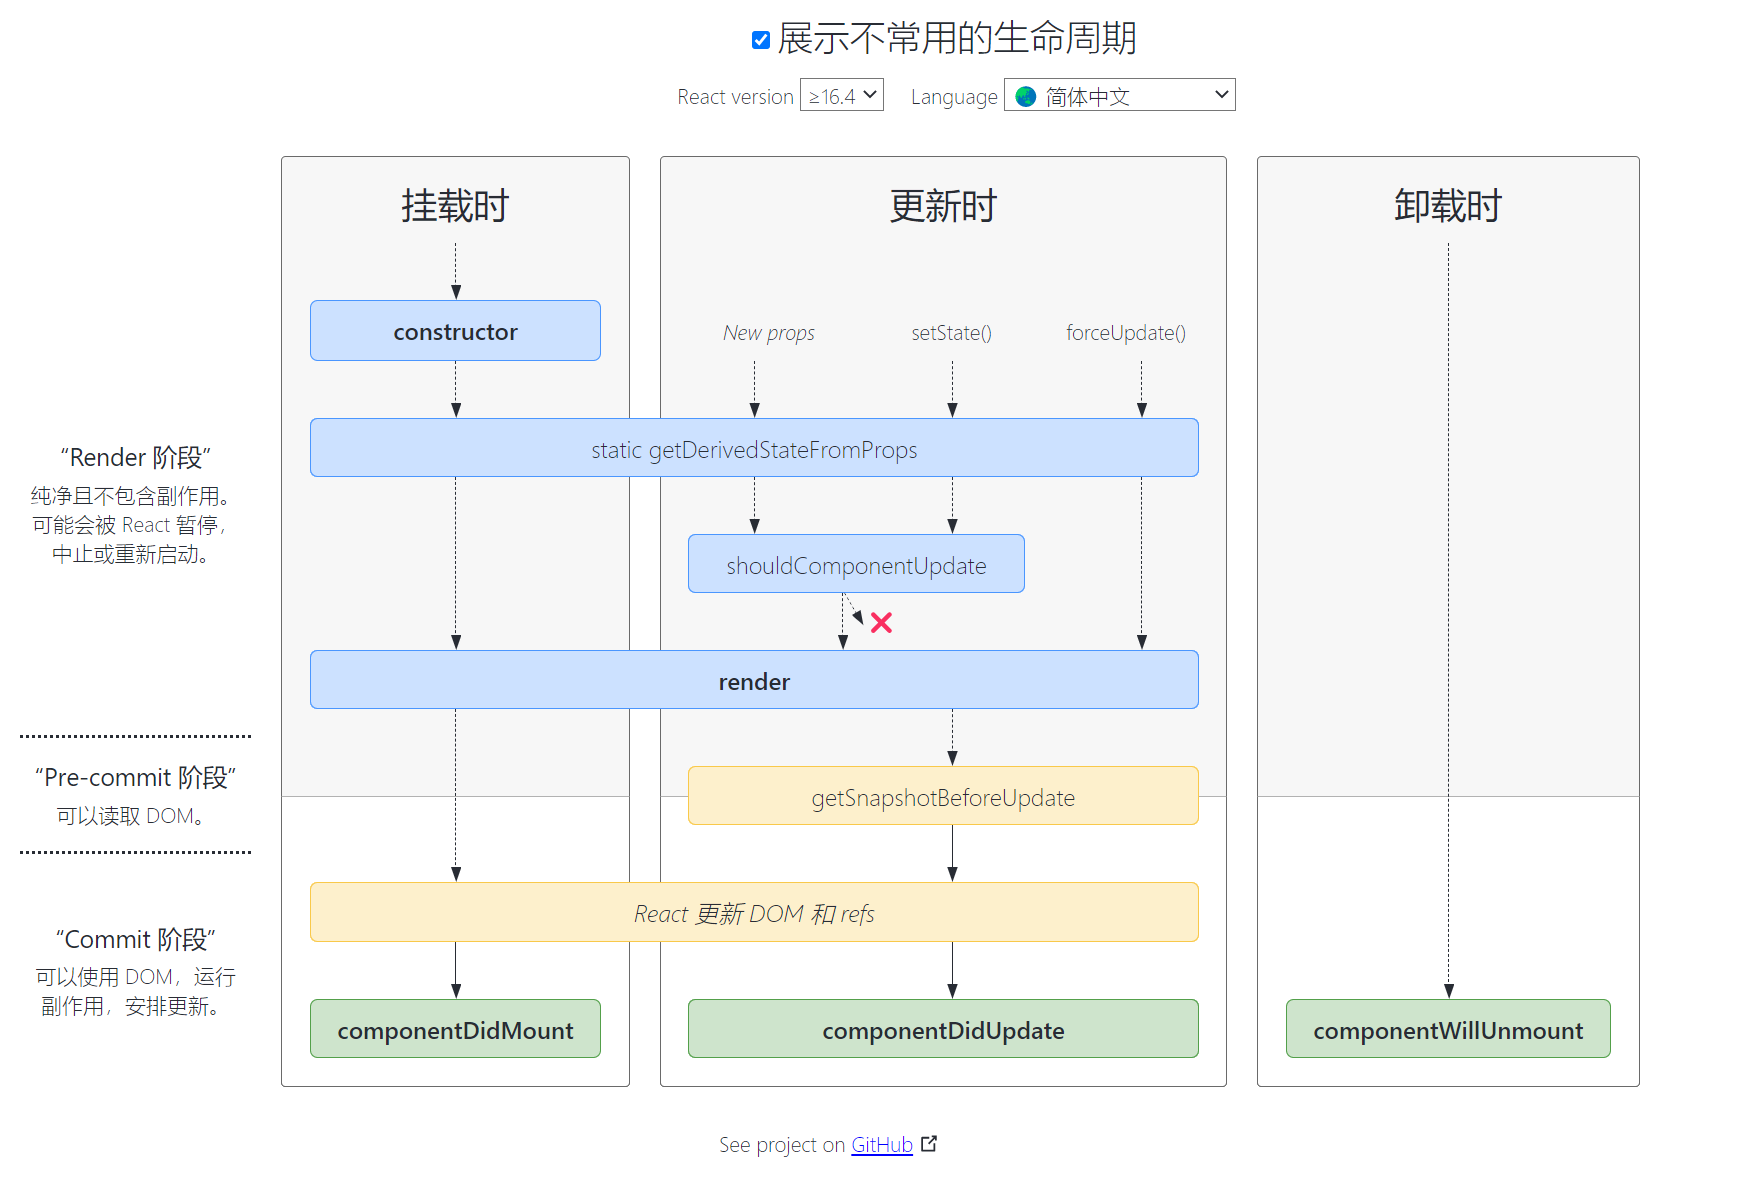 展示不常用的生命周期
React version ≥16.4 Language 简体中文
挂载时
更新时
卸载时
constructor
New props
setState()
forceUpdate()
static getDerivedStateFromProps
“Render 阶段”
纯净且不包含副作用。
可能会被 React 暂停，
中止或重新启动。
shouldComponentUpdate
render
“Pre-commit 阶段”
可以读取 DOM。
getSnapshotBeforeUpdate
React 更新 DOM 和 refs
“Commit 阶段”
可以使用 DOM，运行
副作用，安排更新。
componentDidMount
componentDidUpdate
componentWillUnmount
See project on GitHub